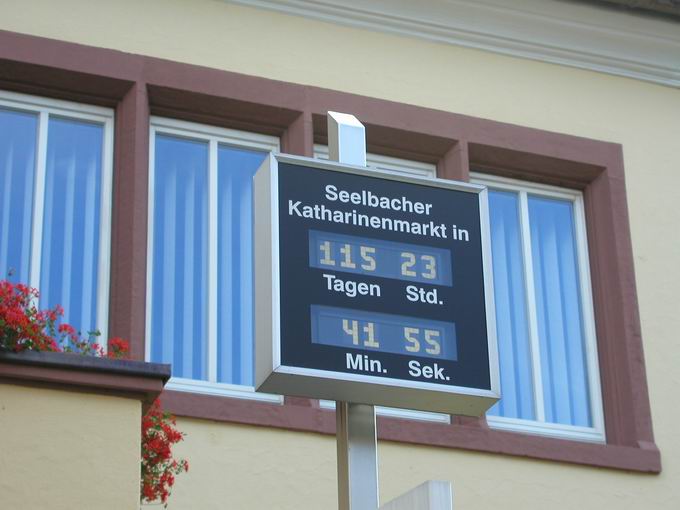 Seelbacher
Katharinenmarkt in
115 23
Tagen Std.
41 55
Min. Sek.